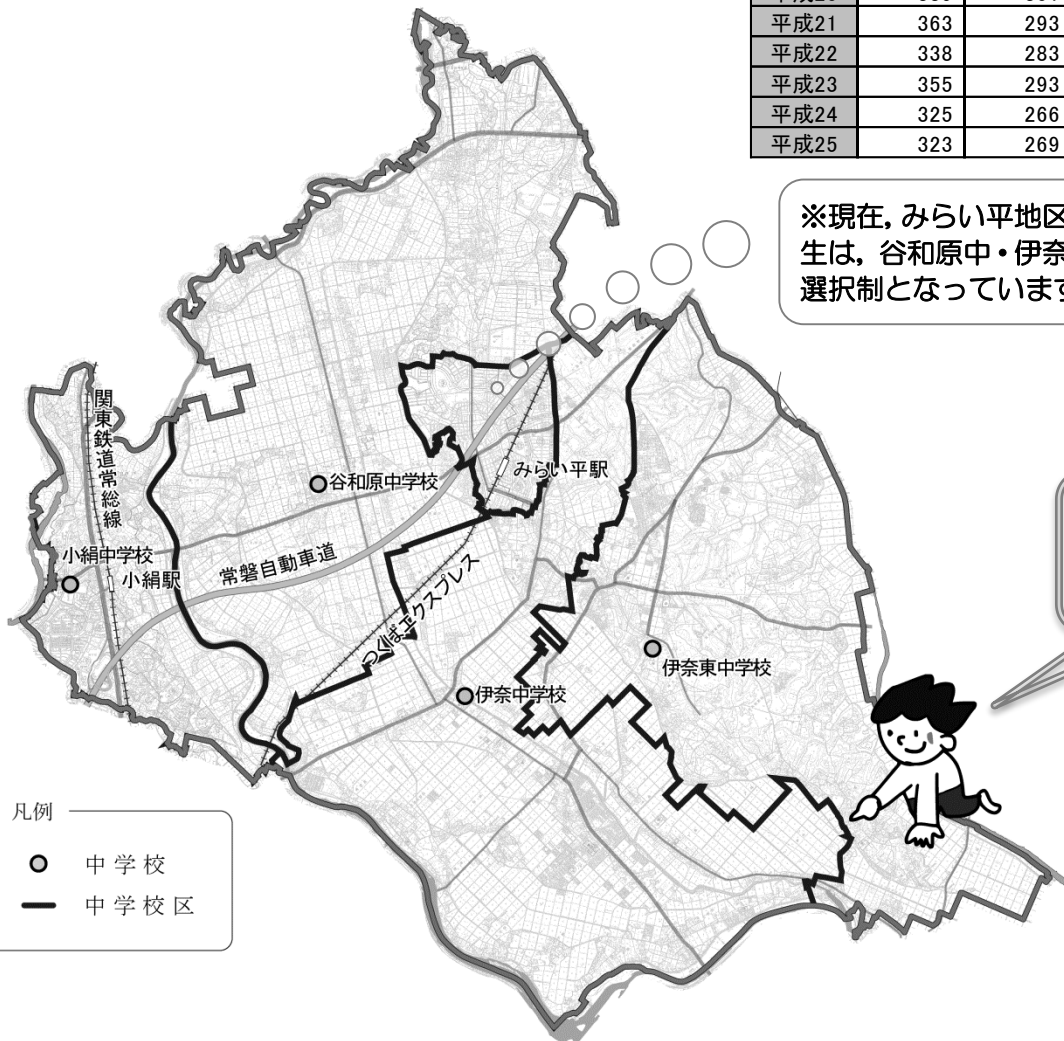 平成21 363 293
平成22 338 283
平成23 355 293
平成24 325 266
平成25 323 269
※現在，みらい平地区
生は，谷和原中・伊奈
選択制となっています
関東鉄道常総線
みらい平駅
谷和原中学校
小絹中学校
小絹駅
常磐自動車道
つくばエクスプレス
伊奈東中学校
伊奈中学校
凡例
中学校
中学校区